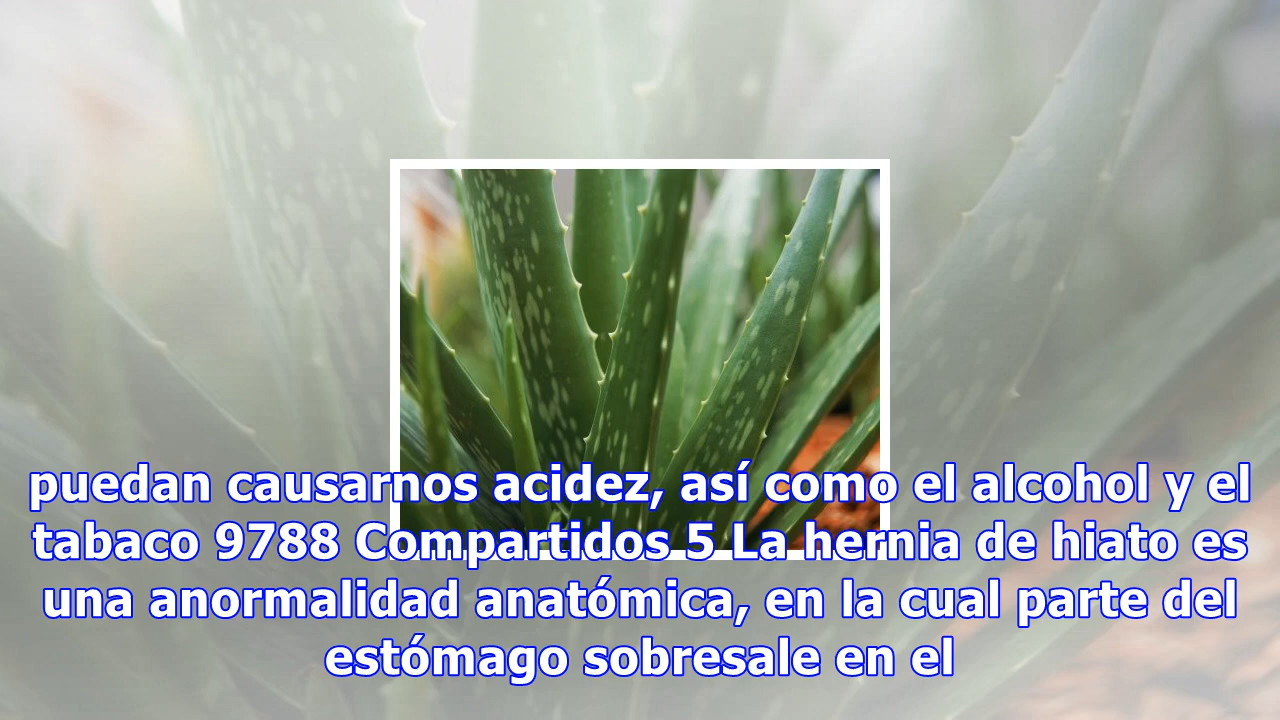 puedan causarnos acidez, así como el alcohol y el
tabaco 9788 Compartidos 5 La hernia de hiato es
una anormalidad anatómica, en la cual parte del
estómago sobresale en el